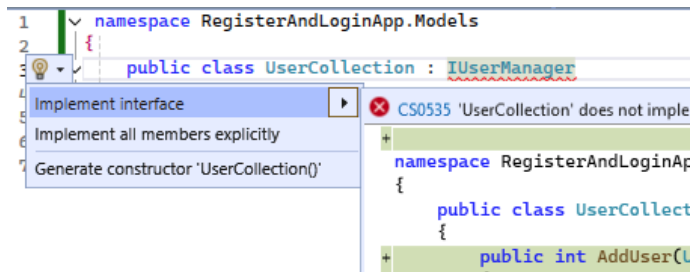 1 namespace RegisterAndLoginApp.Models
2 {
3 public class UserCollection : IUserManager
Implement interface
CS0535 'UserCollection' does not imple
Implement all members explicitly
+
Generate constructor 'UserCollection()'
namespace RegisterAndLoginAp
{
public class UserCollect
{
+ public int AddUser(U